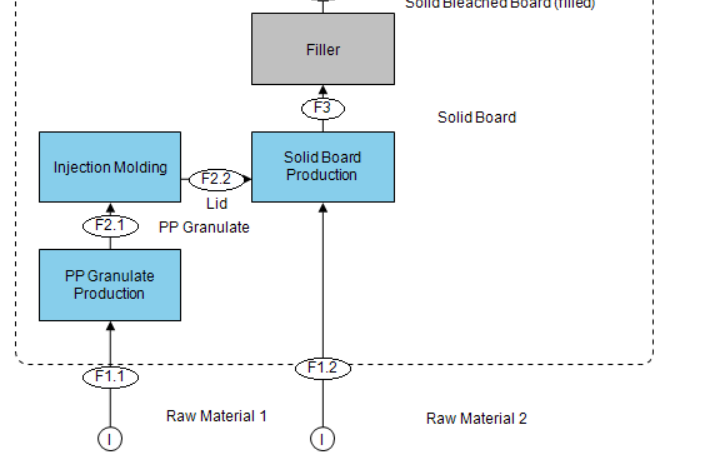 Solid Bleached Board (filled)
Filler
F3
Solid Board
Injection Molding
F2.2
Solid Board
Production
Lid
F2.1
PP Granulate
PP Granulate
Production
F1.2
F1.1
Raw Material 1
Raw Material 2
I
I